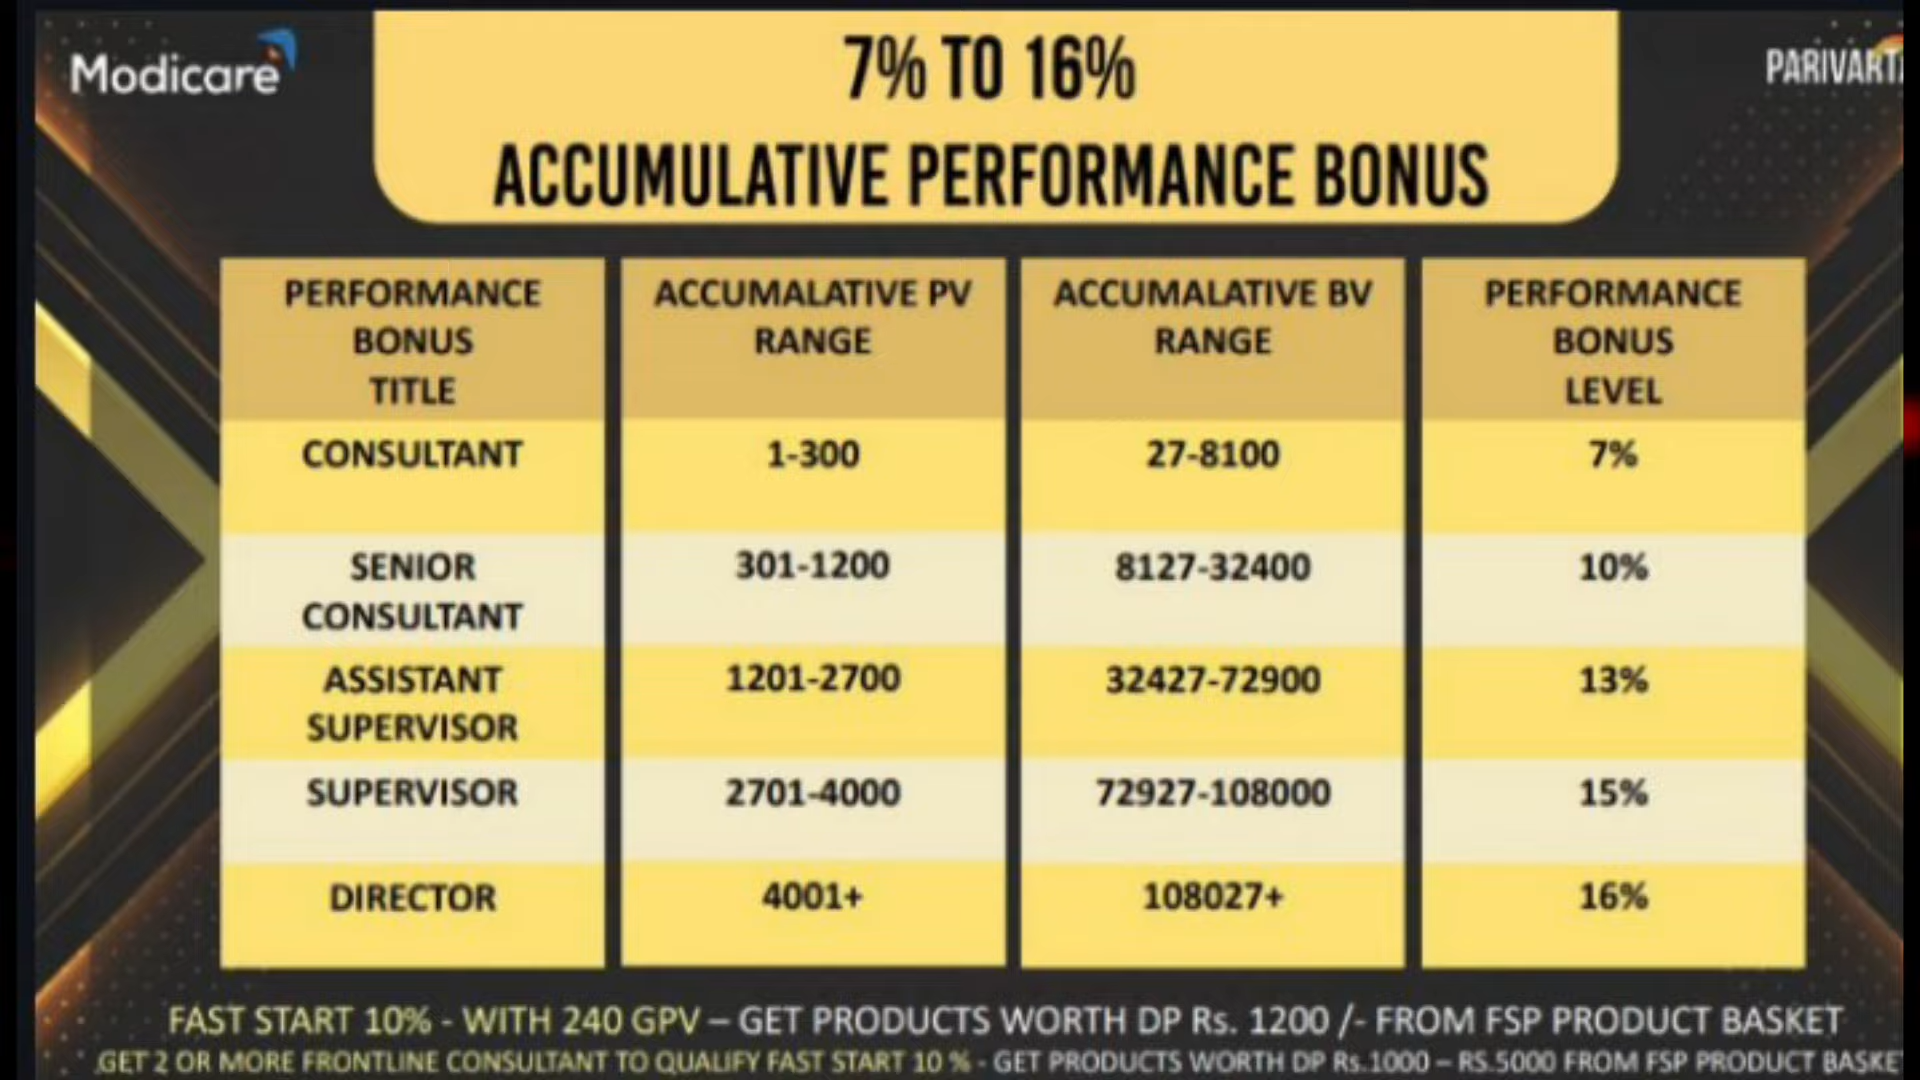 Modicare
7% TO 16%
ACCUMULATIVE PERFORMANCE BONUS
PERFORMANCE BONUS TITLE ACCUMALATIVE PV RANGE ACCUMALATIVE BV RANGE PERFORMANCE BONUS LEVEL
CONSULTANT 1-300 27-8100 7%
SENIOR CONSULTANT 301-1200 8127-32400 10%
ASSISTANT SUPERVISOR 1201-2700 32427-72900 13%
SUPERVISOR 2701-4000 72927-108000 15%
DIRECTOR 4001+ 108027+ 16%
FAST START 10% - WITH 240 GPV – GET PRODUCTS WORTH DP Rs. 1200 /- FROM FSP PRODUCT BASKET
GET 2 OR MORE FRONTLINE CONSULTANT TO QUALIFY FAST START 10 % - GET PRODUCTS WORTH DP Rs.1000 – RS.5000 FROM FSP PRODUCT